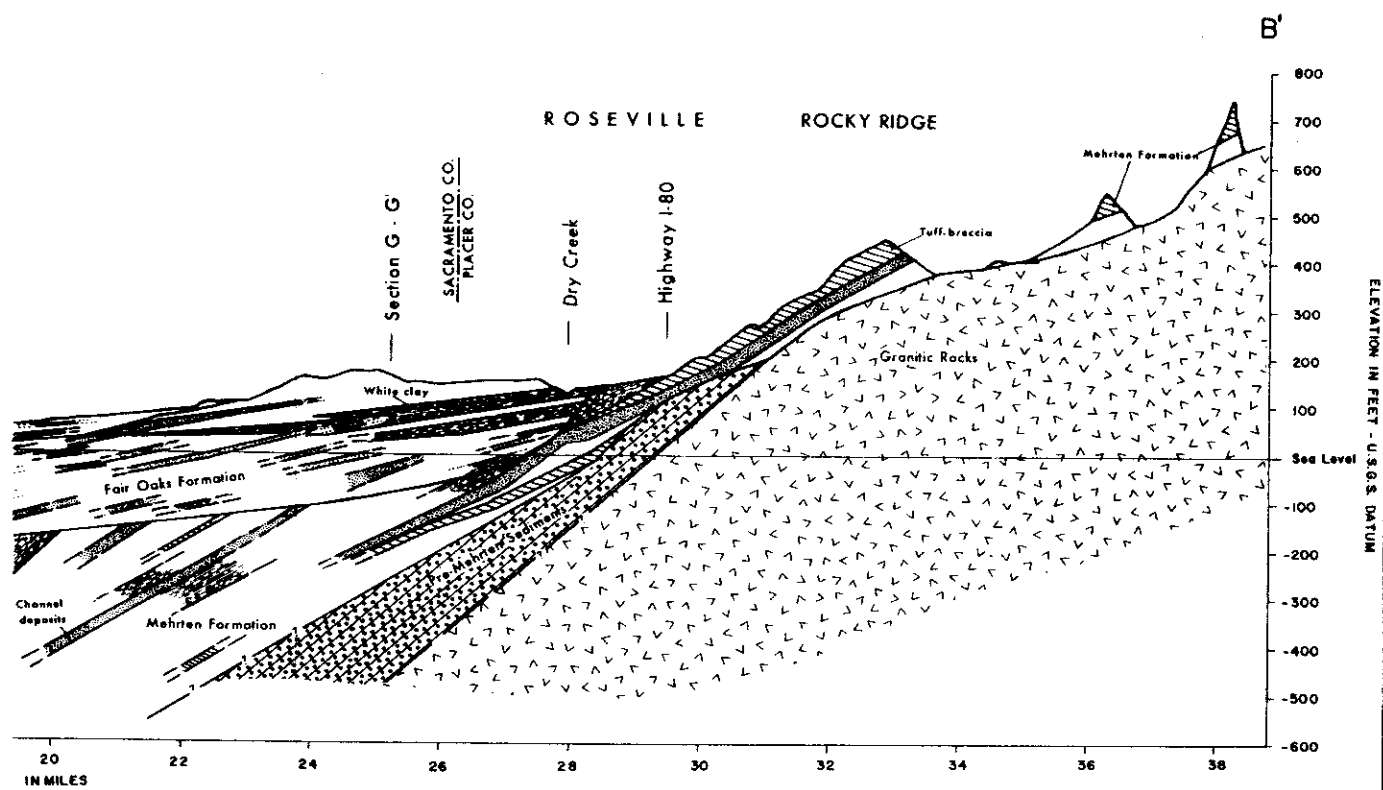 B'
800
700
600
500
400
300
200
100
Sea Level
-100
-200
-300
-400
-500
-600
ELEVATION IN FEET - U.S.G.S. DATUM
ROSEVILLE
ROCKY RIDGE
Section G - G'
SACRAMENTO CO.
PLACER CO.
Dry Creek
Highway I-80
Mehrten Formation
Tuff-breccia
Granitic Rocks
White clay
Fair Oaks Formation
Pre-Mehrten Sediments
Channel
deposits
Mehrten Formation
?
?
20 22 24 26 28 30 32 34 36 38
IN MILES